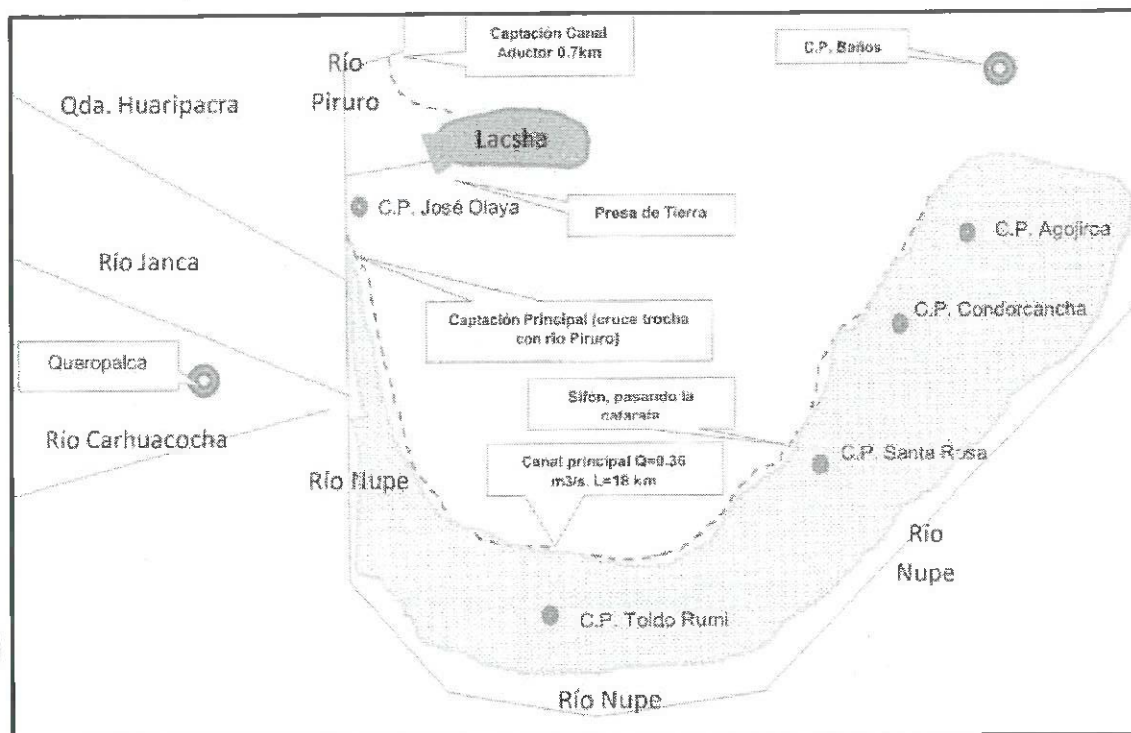 Captación Canal
Aductor 0.7km
C.P. Baños
Río
Piruro
Qda. Huaripacra
Lacsha
C.P. José Olaya
Presa de Tierra
C.P. Agojirca
Río Janca
C.P. Condorcancha
Captación Principal (cruce trocha
con río Piruro)
Queropalca
Sifón, pasando la
catarata
Río Carhuacocha
C.P. Santa Rosa
Canal principal Q=0.36
m3/s. L=18 km
Río Nupe
Río
Nupe
C.P. Toldo Rumi
Río Nupe